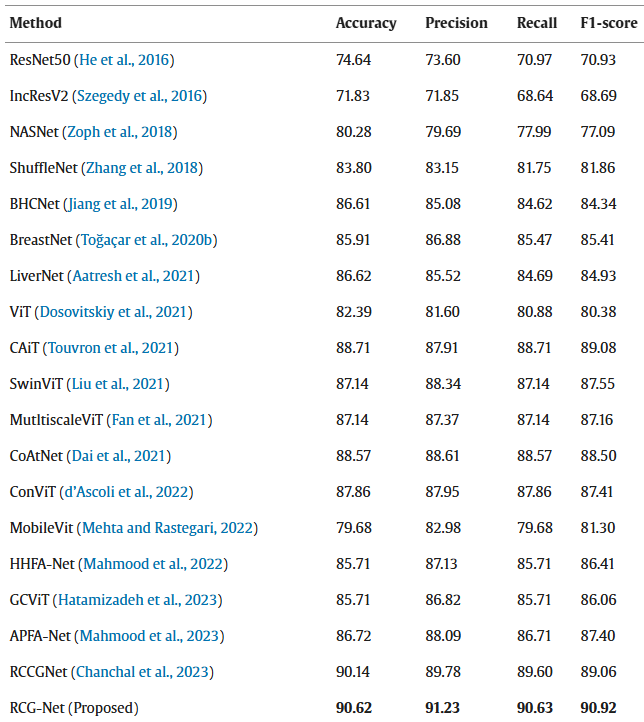 Method Accuracy Precision Recall F1-score
ResNet50 (He et al., 2016) 74.64 73.60 70.97 70.93
IncResV2 (Szegedy et al., 2016) 71.83 71.85 68.64 68.69
NASNet (Zoph et al., 2018) 80.28 79.69 77.99 77.09
ShuffleNet (Zhang et al., 2018) 83.80 83.15 81.75 81.86
BHCNet (Jiang et al., 2019) 86.61 85.08 84.62 84.34
BreastNet (Toğaçar et al., 2020b) 85.91 86.88 85.47 85.41
LiverNet (Aatresh et al., 2021) 86.62 85.52 84.69 84.93
ViT (Dosovitskiy et al., 2021) 82.39 81.60 80.88 80.38
CAiT (Touvron et al., 2021) 88.71 87.91 88.71 89.08
SwinViT (Liu et al., 2021) 87.14 88.34 87.14 87.55
MutltiscaleViT (Fan et al., 2021) 87.14 87.37 87.14 87.16
CoAtNet (Dai et al., 2021) 88.57 88.61 88.57 88.50
ConViT (d'Ascoli et al., 2022) 87.86 87.95 87.86 87.41
MobileVit (Mehta and Rastegari, 2022) 79.68 82.98 79.68 81.30
HHFA-Net (Mahmood et al., 2022) 85.71 87.13 85.71 86.41
GCViT (Hatamizadeh et al., 2023) 85.71 86.82 85.71 86.06
APFA-Net (Mahmood et al., 2023) 86.72 88.09 86.71 87.40
RCCGNet (Chanchal et al., 2023) 90.14 89.78 89.60 89.06
RCG-Net (Proposed) 90.62 91.23 90.63 90.92